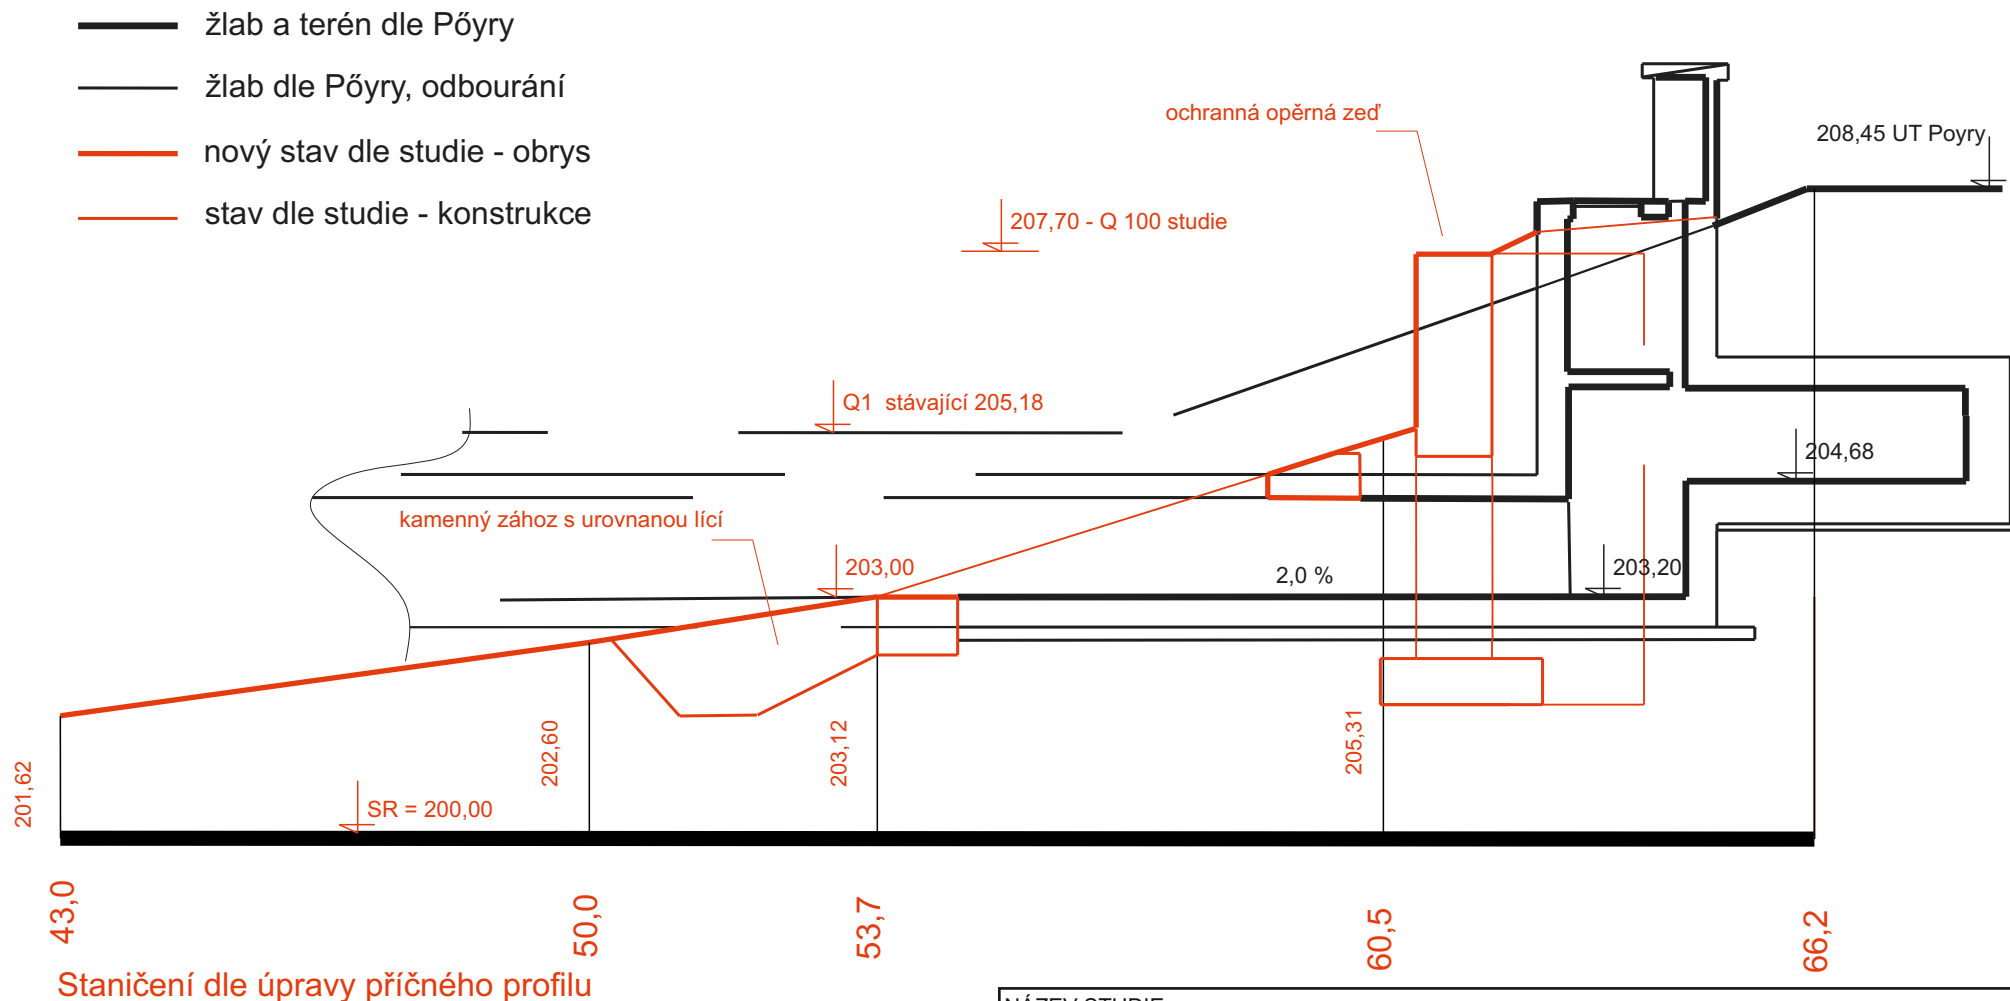 žlab a terén dle Pőyry
žlab dle Pőyry, odbourání
nový stav dle studie - obrys
stav dle studie - konstrukce
ochranná opěrná zeď
208,45 UT Poyry
207,70 - Q 100 studie
Q1 stávající 205,18
204,68
kamenný zához s urovnanou lící
203,00
2,0 %
203,20
201,62
202,60
203,12
205,31
SR = 200,00
43,0
50,0
53,7
60,5
66,2
Staničení dle úpravy příčného profilu
NÁZEV STUDIE